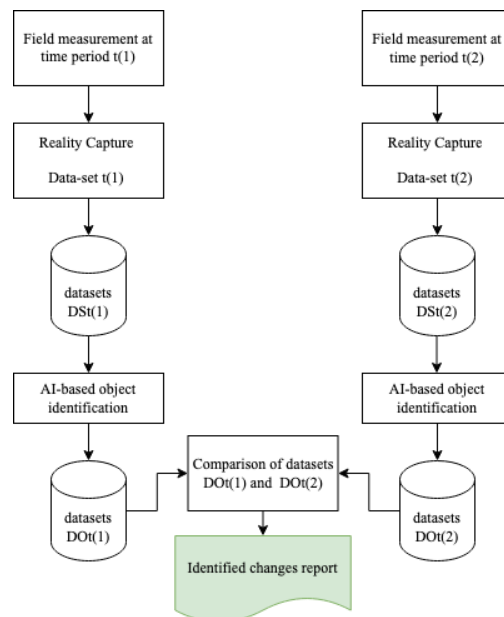 Field measurement at
time period t(1)
Reality Capture
Data-set t(1)
datasets
DSt(1)
AI-based object
identification
datasets
DOt(1)
Field measurement at
time period t(2)
Reality Capture
Data-set t(2)
datasets
DSt(2)
AI-based object
identification
datasets
DOt(2)
Comparison of datasets
DOt(1) and DOt(2)
Identified changes report